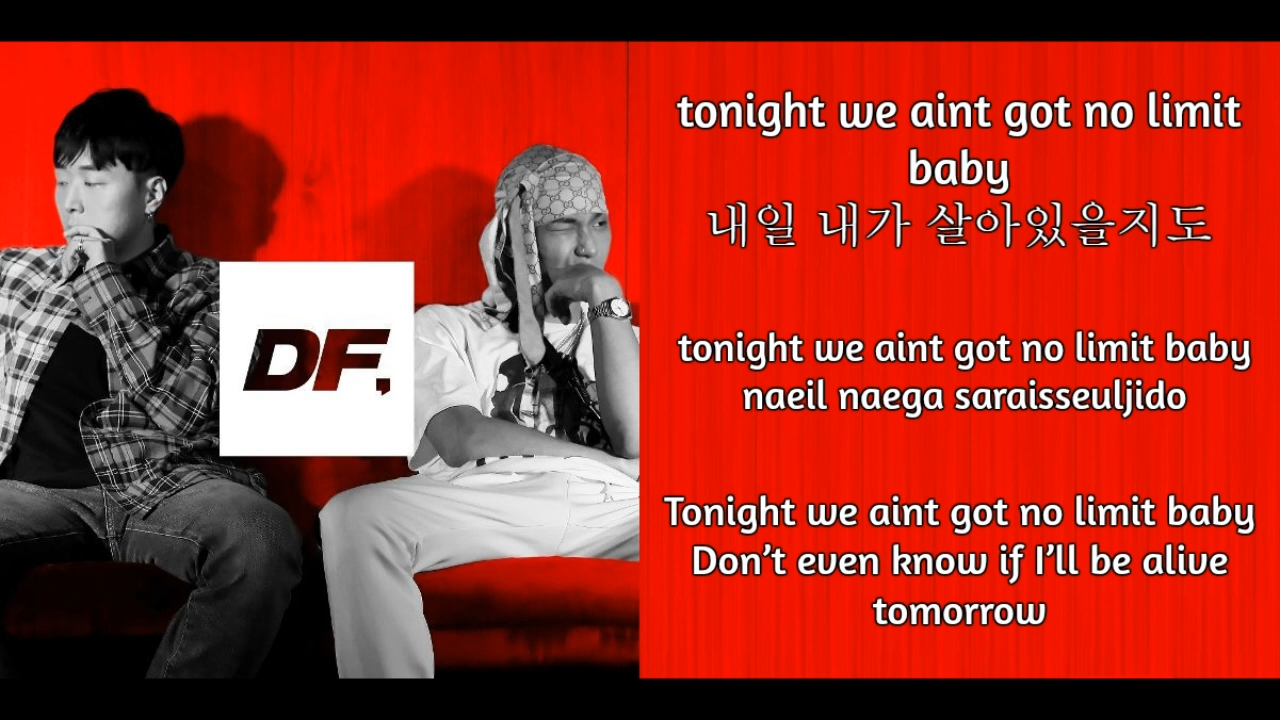 DF,
tonight we aint got no limit
baby
내일 내가 살아있을지도
tonight we aint got no limit baby
naeil naega saraisseuljido
Tonight we aint got no limit baby
Don’t even know if I’ll be alive
tomorrow